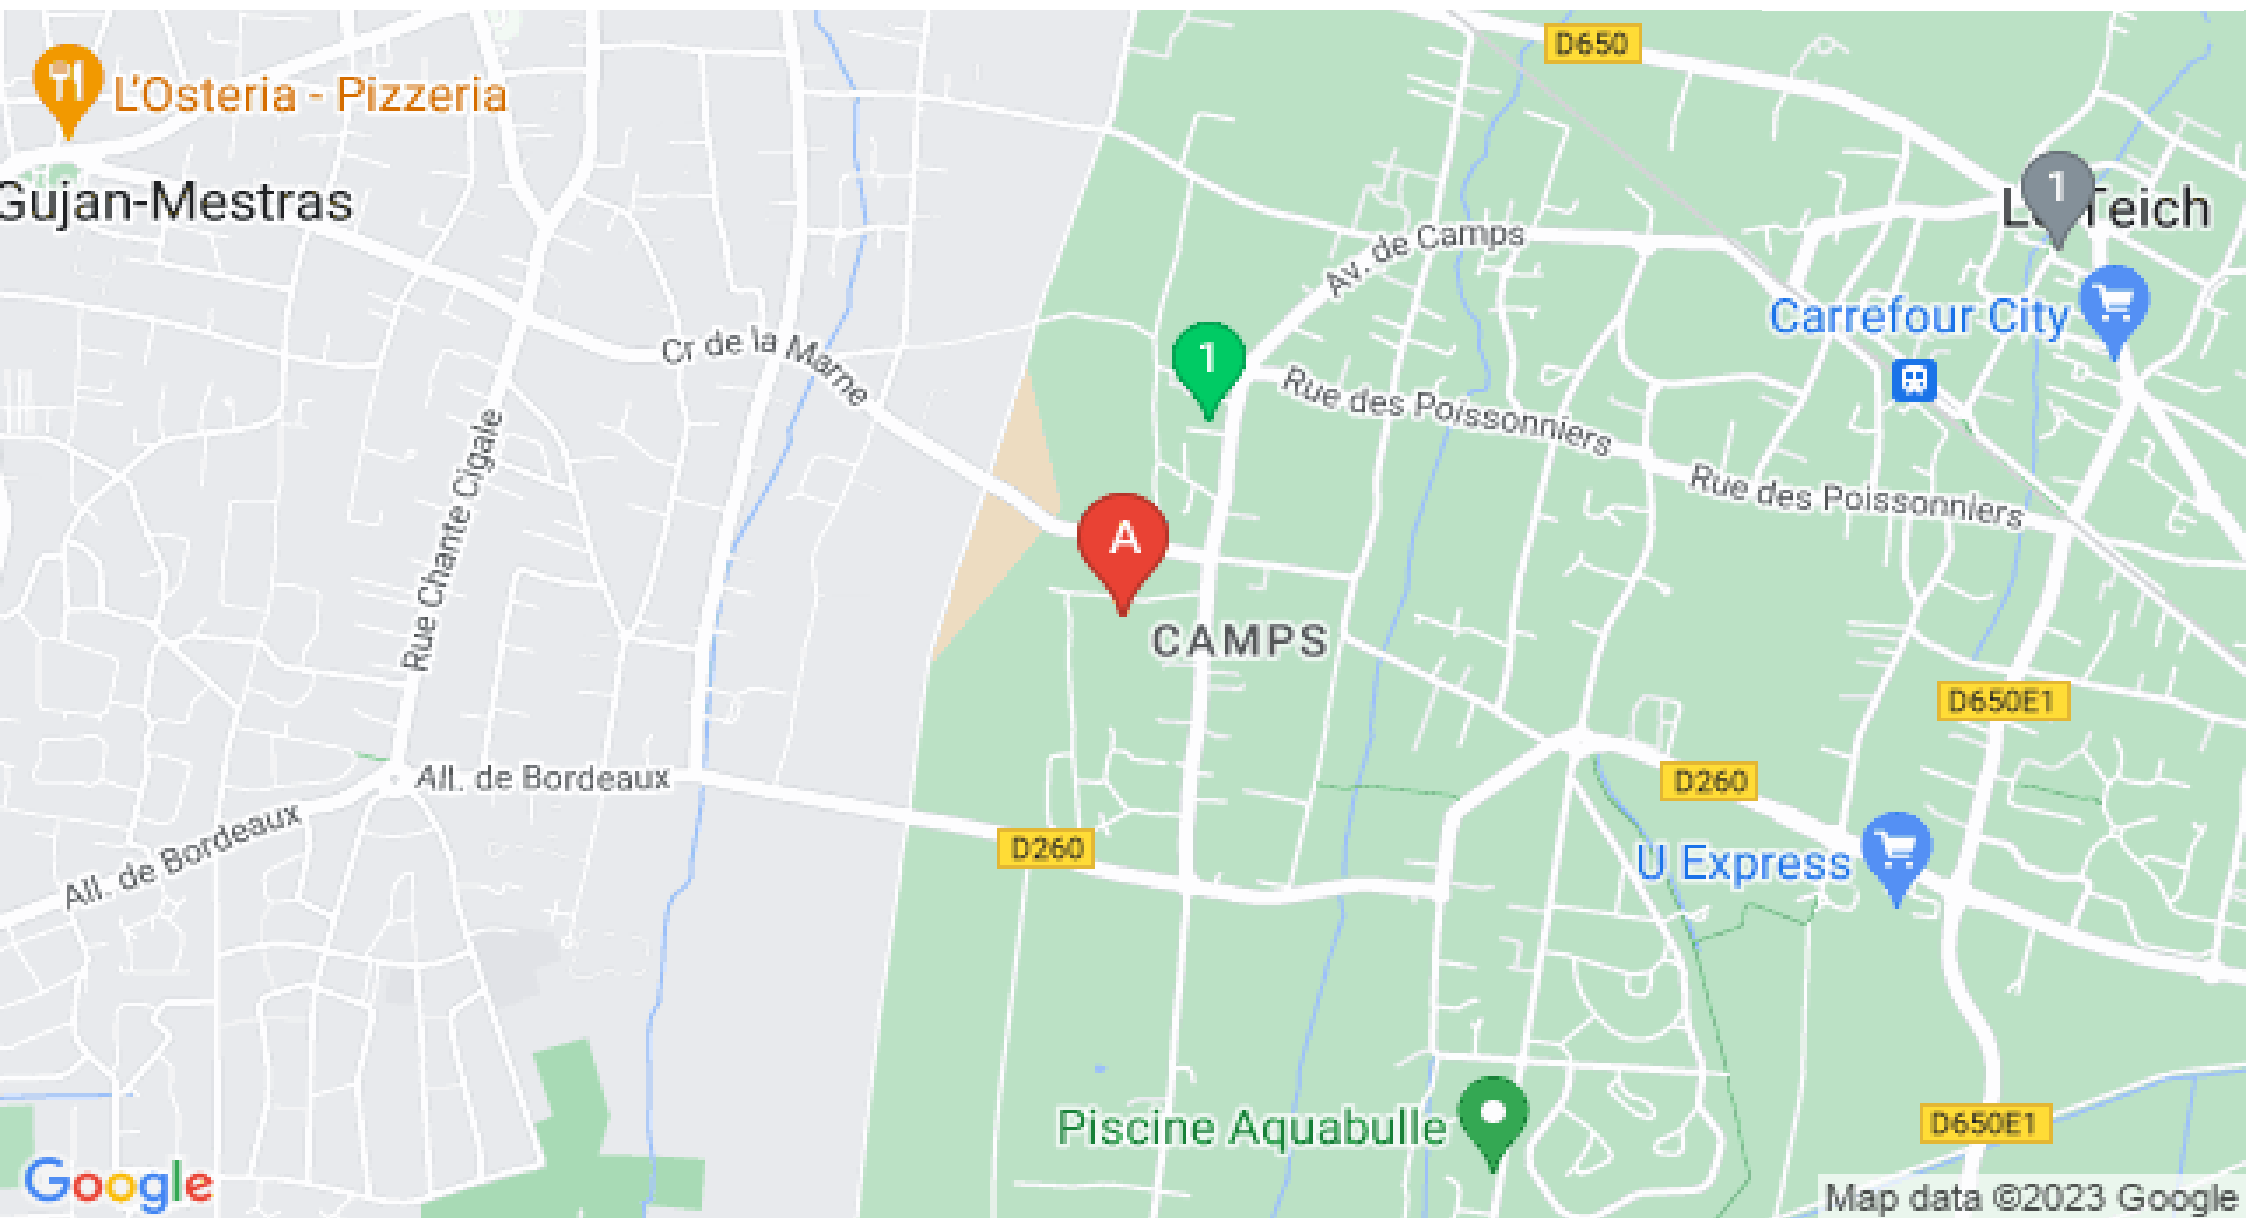 D650
L'Osteria - Pizzeria
1
Gujan-Mestras
Teich
Av. de Camps
Carrefour City
Cr de la Marne
1
Rue des Poissonniers
Rue Chante Cigale
Rue des Poissonniers
A
CAMPS
D650E1
All. de Bordeaux
D260
All. de Bordeaux
D260
U Express
Piscine Aquabulle
D650E1
Google
Map data ©2023 Google